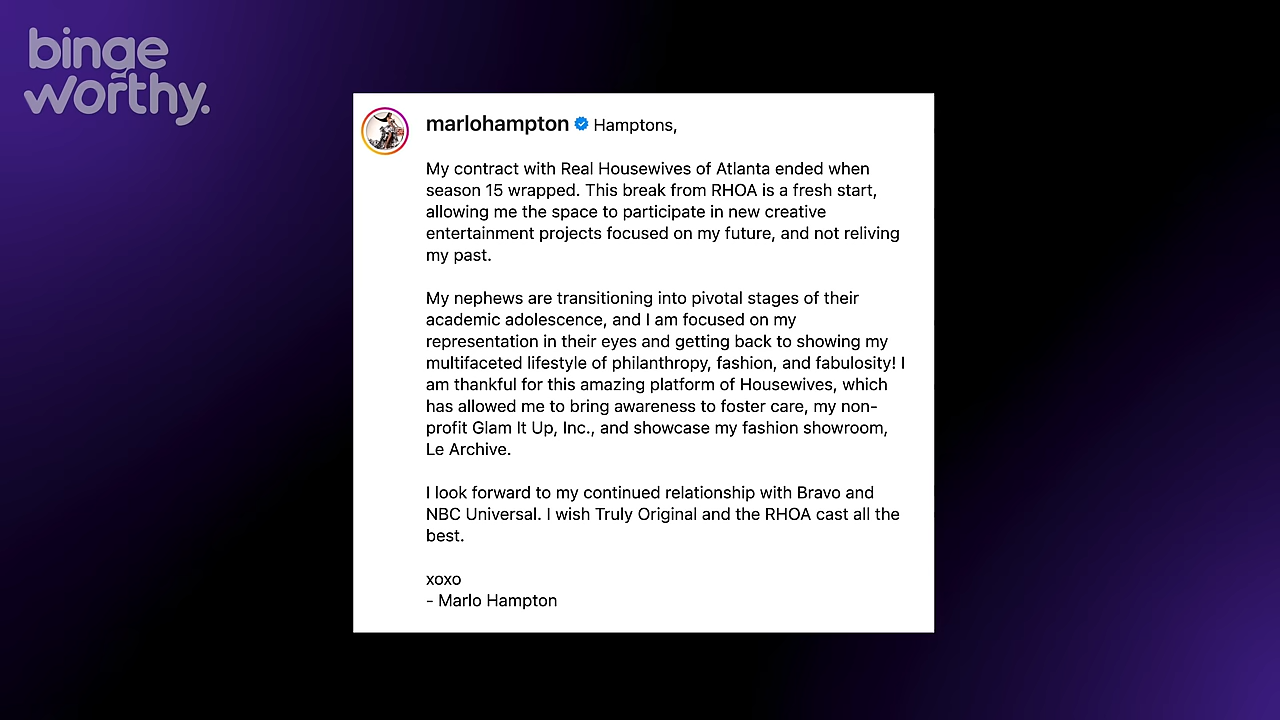 binge
worthy.
marlohampton Hamptons,
My contract with Real Housewives of Atlanta ended when
season 15 wrapped. This break from RHOA is a fresh start,
allowing me the space to participate in new creative
entertainment projects focused on my future, and not reliving
my past.
My nephews are transitioning into pivotal stages of their
academic adolescence, and I am focused on my
representation in their eyes and getting back to showing my
multifaceted lifestyle of philanthropy, fashion, and fabulosity! I
am thankful for this amazing platform of Housewives, which
has allowed me to bring awareness to foster care, my non-
profit Glam It Up, Inc., and showcase my fashion showroom,
Le Archive.
I look forward to my continued relationship with Bravo and
NBC Universal. I wish Truly Original and the RHOA cast all the
best.
xoxo
- Marlo Hampton